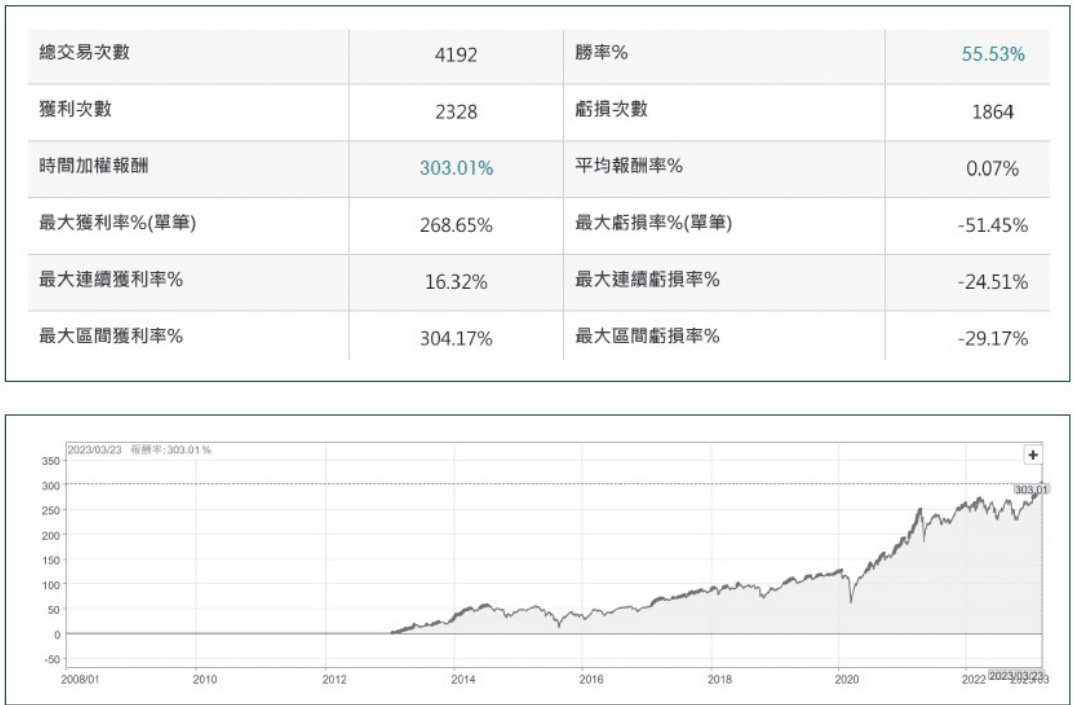 總交易次數 4192 勝率% 55.53%
獲利次數 2328 虧損次數 1864
時間加權報酬 303.01% 平均報酬率% 0.07%
最大獲利率%(單筆) 268.65% 最大虧損率%(單筆) -51.45%
最大連續獲利率% 16.32% 最大連續虧損率% -24.51%
最大區間獲利率% 304.17% 最大區間虧損率% -29.17%
2023/03/23 報酬率:303.01%
+
350
300
303.01
250
200
150
100
50
0
-50
2008/01 2010 2012 2014 2016 2018 2020 2022 2023/03/23